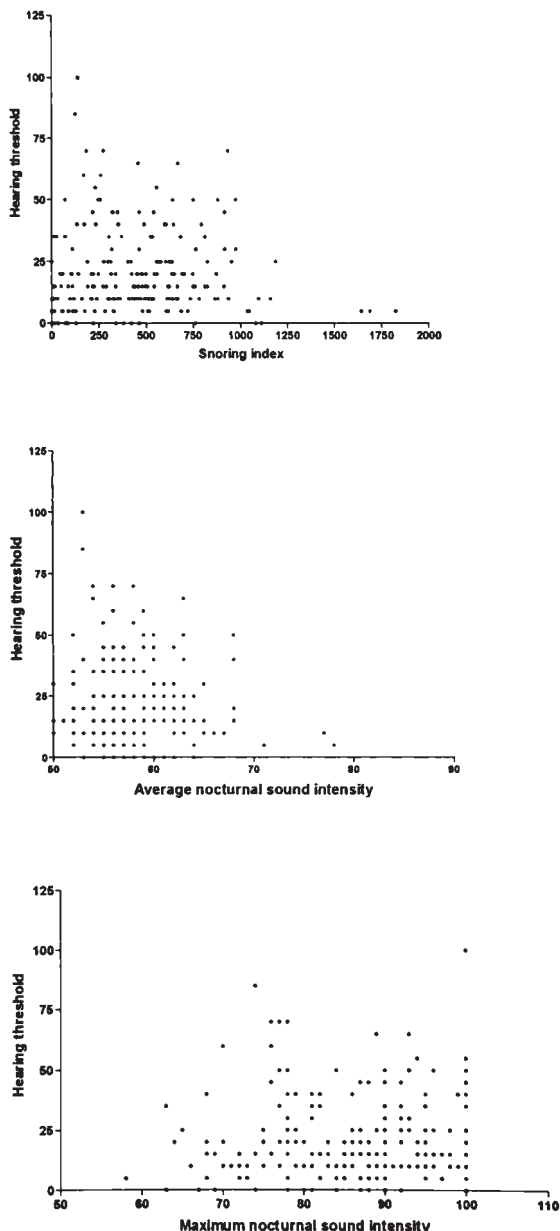 125
100
75
50
25
0
Hearing threshold
0 250 500 750 1000 1250 1500 1750 2000
Snoring index
125
100
75
50
25
0
Hearing threshold
50 60 70 80 90
Average nocturnal sound intensity
125
100
75
50
25
0
Hearing threshold
50 60 70 80 90 100 110
Maximum nocturnal sound intensity